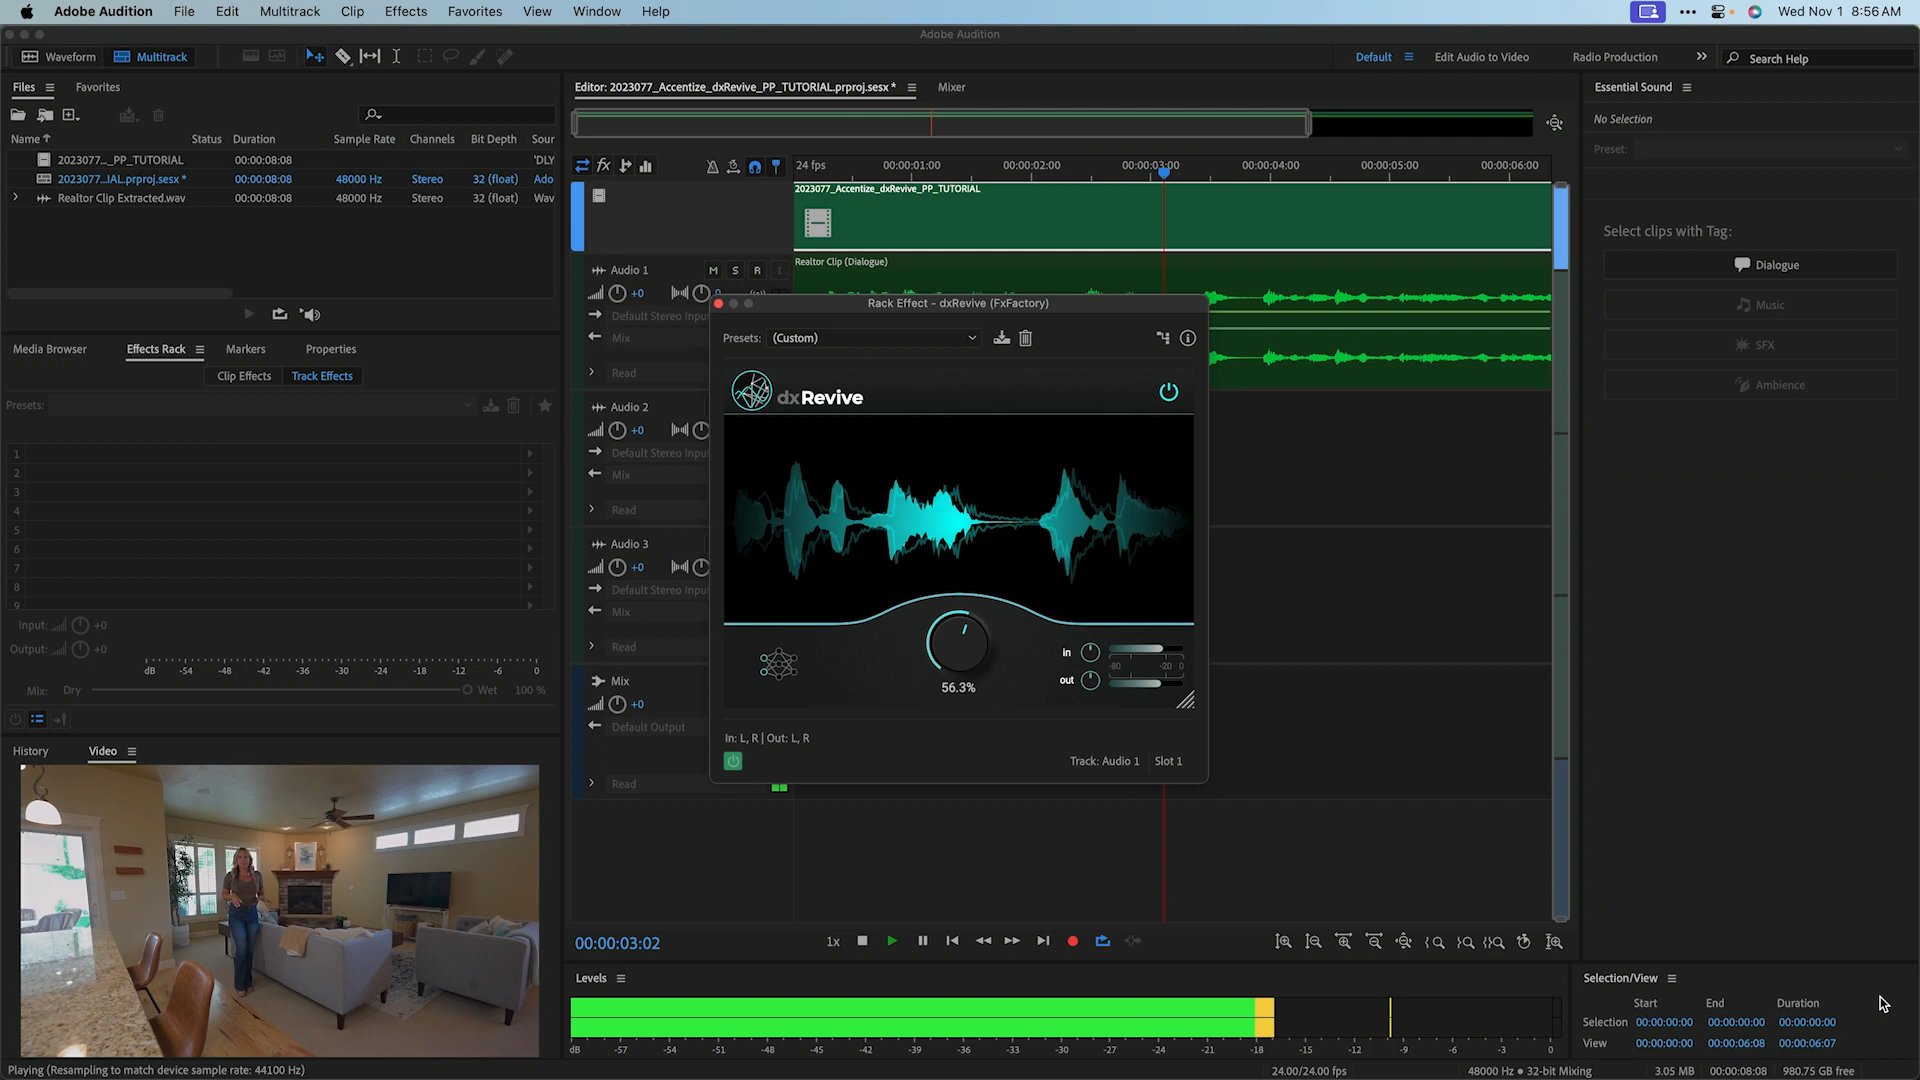 Adobe Audition File Edit Multitrack Clip Effects Favorites View Window Help Wed Nov 1 8:56 AM
Adobe Audition
Waveform Multitrack Default Edit Audio to Video Radio Production Search Help
Files Favorites
Name Status Duration Sample Rate Channels Bit Depth Sour
2023077..._PP_TUTORIAL 00:00:08:08 'DLY
2023077...IAL.prproj.sesx * 00:00:08:08 48000 Hz Stereo 32 (float) Ado
Realtor Clip Extracted.wav 00:00:08:08 48000 Hz Stereo 32 (float) Wav
Media Browser Effects Rack Markers Properties
Clip Effects Track Effects
Presets:
1
2
3
4
5
6
7
8
9
Input: +0
Output: +0
dB -54 -48 -42 -36 -30 -24 -18 -12 -6 0
Mix: Dry Wet 100 %
History Video
Editor: 2023077_Accentize_dxRevive_PP_TUTORIAL.prproj.sesx * Mixer
fx 24 fps 00:00:01:00 00:00:02:00 00:00:03:00 00:00:04:00 00:00:05:00 00:00:06:00
2023077_Accentize_dxRevive_PP_TUTORIAL
Audio 1 M S R I Realtor Clip (Dialogue)
+0 0
Default Stereo Input
Mix
Read
Audio 2
+0
Default Stereo Input
Mix
Read
Audio 3
+0
Default Stereo Input
Mix
Read
Mix
+0
Default Output
Read
Rack Effect - dxRevive (FxFactory)
Presets: (Custom)
dxRevive
in
-80 -20 0
out
56.3%
In: L, R | Out: L, R
Track: Audio 1 Slot 1
00:00:03:02 1x
Levels
dB -57 -54 -51 -48 -45 -42 -39 -36 -33 -30 -27 -24 -21 -18 -15 -12 -9 -6 -3 0
Essential Sound
No Selection
Preset:
Select clips with Tag:
Dialogue
Music
SFX
Ambience
Selection/View
Start End Duration
Selection 00:00:00:00 00:00:00:00 00:00:00:00
View 00:00:00:00 00:00:06:08 00:00:06:07
Playing (Resampling to match device sample rate: 44100 Hz) 24.00/24.00 fps 48000 Hz ● 32-bit Mixing 3.05 MB 00:00:08:08 980.75 GB free